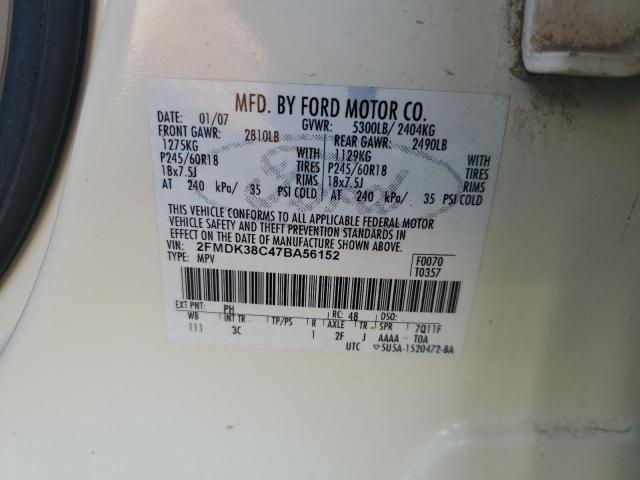 MFD. BY FORD MOTOR CO.
DATE: 01/07 GVWR: 5300LB/ 2404KG
FRONT GAWR: 2810LB REAR GAWR: 2490LB
1275KG 1129KG
P245/60R18 WITH TIRES P245/60R18 WITH TIRES
18x7.5J RIMS 18x7.5J RIMS
AT 240 kPa/ 35 PSI COLD AT 240 kPa/ 35 PSI COLD
THIS VEHICLE CONFORMS TO ALL APPLICABLE FEDERAL MOTOR
VEHICLE SAFETY AND THEFT PREVENTION STANDARDS IN
EFFECT ON THE DATE OF MANUFACTURE SHOWN ABOVE.
VIN: 2FMDK38C47BA56152
TYPE: MPV
F0070
T0357
EXT PNT: PH RC: 48 DSO:
WB INT TR TP/PS R AXLE TR SPR 7Q11F
111 3C 1 2F J AAAA T0A
UTC 5U5A-1520472-BA
Ford